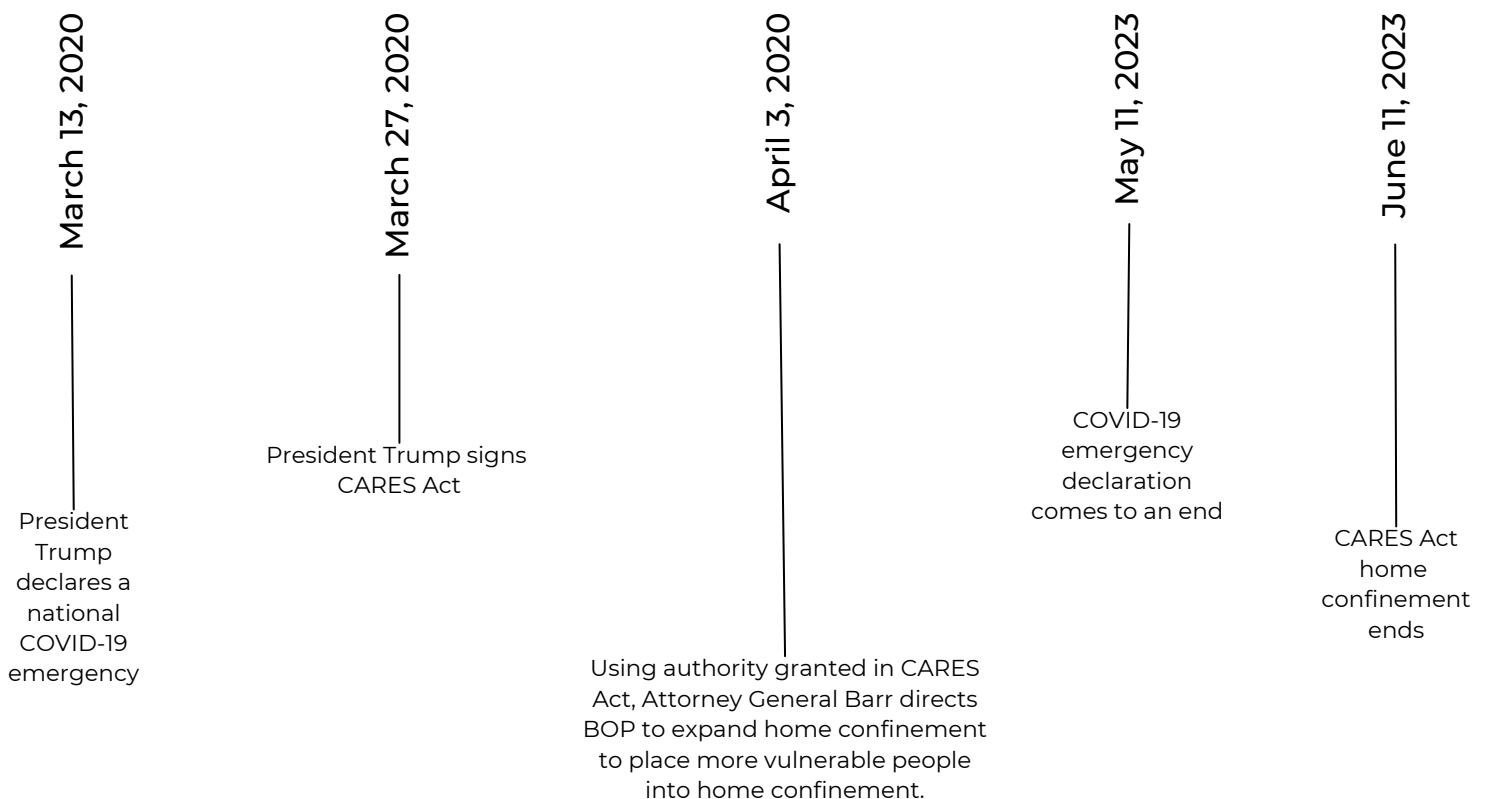 March 13, 2020
President
Trump
declares a
national
COVID-19
emergency
March 27, 2020
President Trump signs
CARES Act
April 3, 2020
Using authority granted in CARES
Act, Attorney General Barr directs
BOP to expand home confinement
to place more vulnerable people
into home confinement.
May 11, 2023
COVID-19
emergency
declaration
comes to an end
June 11, 2023
CARES Act
home
confinement
ends